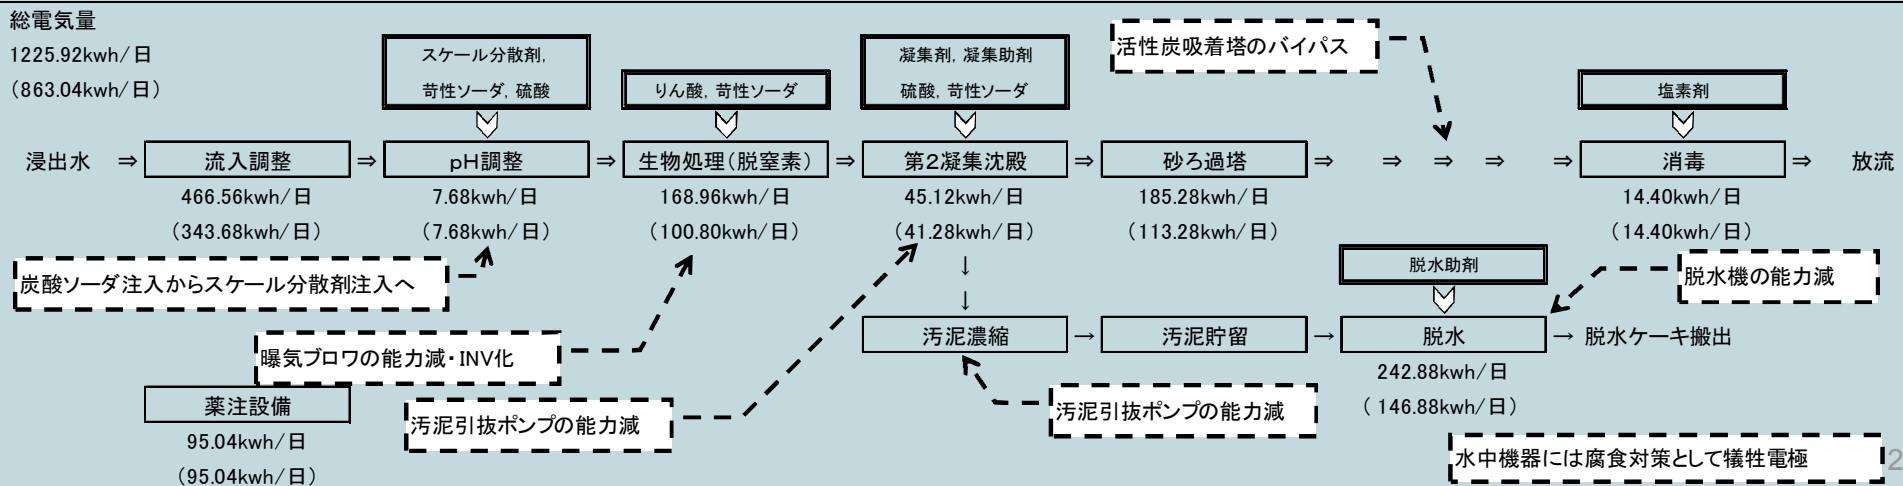 総電気量
1225.92kwh/日
(863.04kwh/日)
スケール分散剤,
苛性ソーダ, 硫酸
りん酸, 苛性ソーダ
凝集剤, 凝集助剤
硫酸, 苛性ソーダ
活性炭吸着塔のバイパス
塩素剤
浸出水 ⇒ 流入調整 ⇒ pH調整 ⇒ 生物処理(脱窒素) ⇒ 第2凝集沈殿 ⇒ 砂ろ過塔 ⇒ ⇒ ⇒ ⇒ ⇒ 消毒 ⇒ 放流
466.56kwh/日 7.68kwh/日 168.96kwh/日 45.12kwh/日 185.28kwh/日 14.40kwh/日
(343.68kwh/日) (7.68kwh/日) (100.80kwh/日) (41.28kwh/日) (113.28kwh/日) (14.40kwh/日)
炭酸ソーダ注入からスケール分散剤注入へ
↓
↓
脱水助剤
脱水機の能力減
汚泥濃縮 → 汚泥貯留 → 脱水 → 脱水ケーキ搬出
242.88kwh/日
( 146.88kwh/日)
曝気ブロワの能力減・INV化
薬注設備
95.04kwh/日
(95.04kwh/日)
汚泥引抜ポンプの能力減
汚泥引抜ポンプの能力減
水中機器には腐食対策として犠牲電極
2